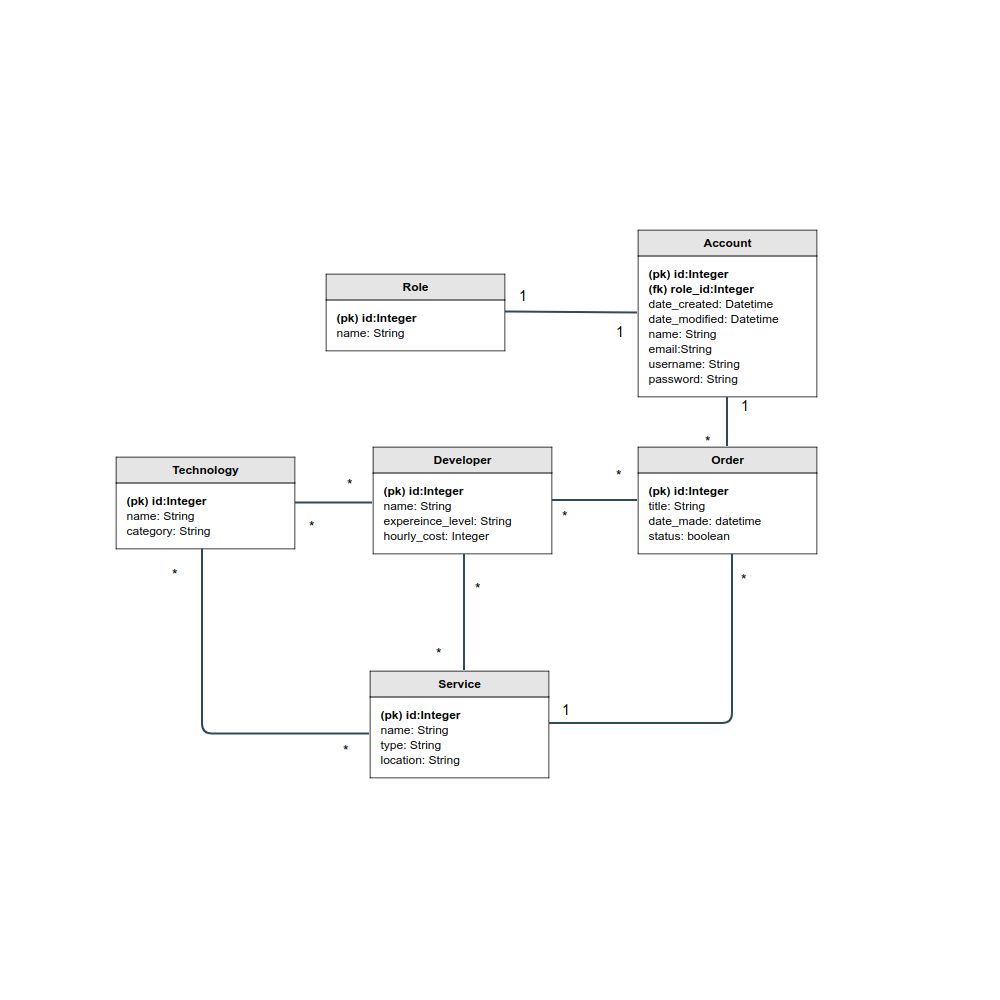 Account
(pk) id:Integer
(fk) role_id:Integer
date_created: Datetime
date_modified: Datetime
name: String
email:String
username: String
password: String
Role
(pk) id:Integer
name: String
1
1
1
*
Technology
(pk) id:Integer
name: String
category: String
*
*
Developer
(pk) id:Integer
name: String
expereince_level: String
hourly_cost: Integer
*
*
Order
(pk) id:Integer
title: String
date_made: datetime
status: boolean
*
*
*
*
Service
(pk) id:Integer
name: String
type: String
location: String
1
*